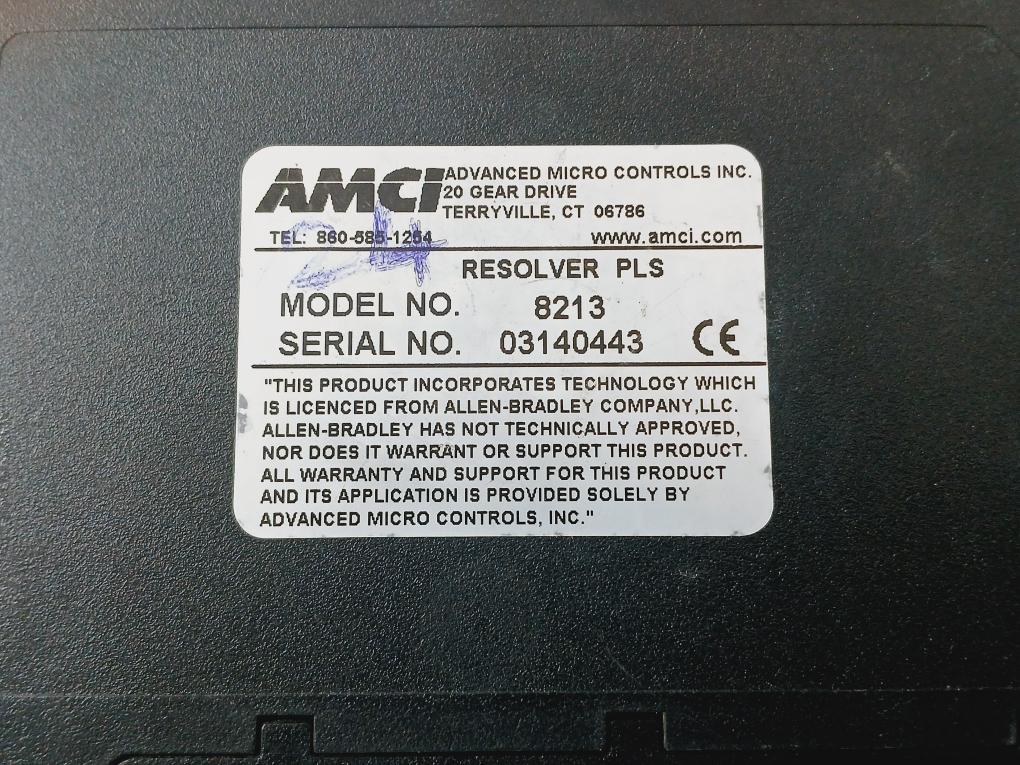 AMCI ADVANCED MICRO CONTROLS INC.
20 GEAR DRIVE
TERRYVILLE, CT 06786
TEL: 860-585-1254 www.amci.com
24
RESOLVER PLS
MODEL NO. 8213
SERIAL NO. 03140443 CE
"THIS PRODUCT INCORPORATES TECHNOLOGY WHICH
IS LICENCED FROM ALLEN-BRADLEY COMPANY,LLC.
ALLEN-BRADLEY HAS NOT TECHNICALLY APPROVED,
NOR DOES IT WARRANT OR SUPPORT THIS PRODUCT.
ALL WARRANTY AND SUPPORT FOR THIS PRODUCT
AND ITS APPLICATION IS PROVIDED SOLELY BY
ADVANCED MICRO CONTROLS, INC."